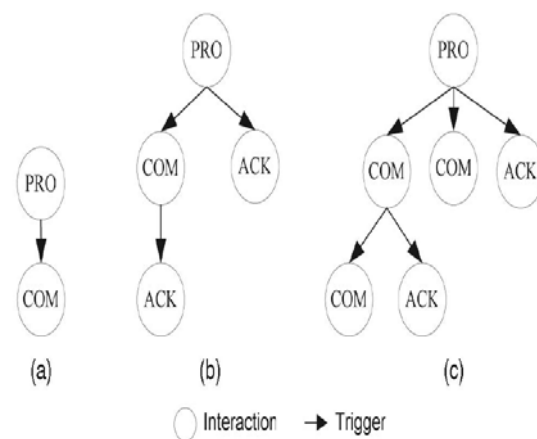 PRO
COM
(a)
PRO
COM
ACK
ACK
(b)
PRO
COM
COM
ACK
COM
ACK
(c)
Interaction
Trigger